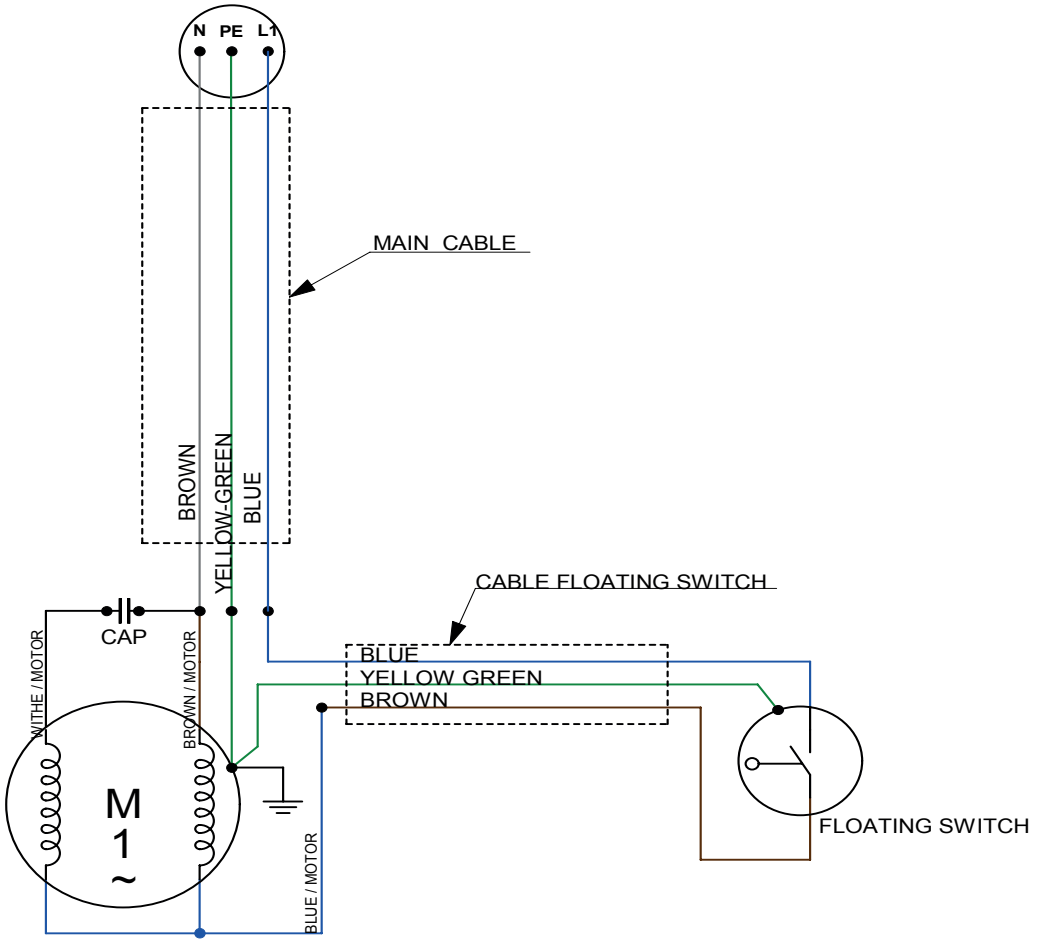 N PE L1
MAIN CABLE
BROWN
YELLOW-GREEN
BLUE
CABLE FLOATING SWITCH
CAP
BLUE
YELLOW GREEN
BROWN
WITHE / MOTOR
BROWN / MOTOR
M
1
~
BLUE / MOTOR
FLOATING SWITCH